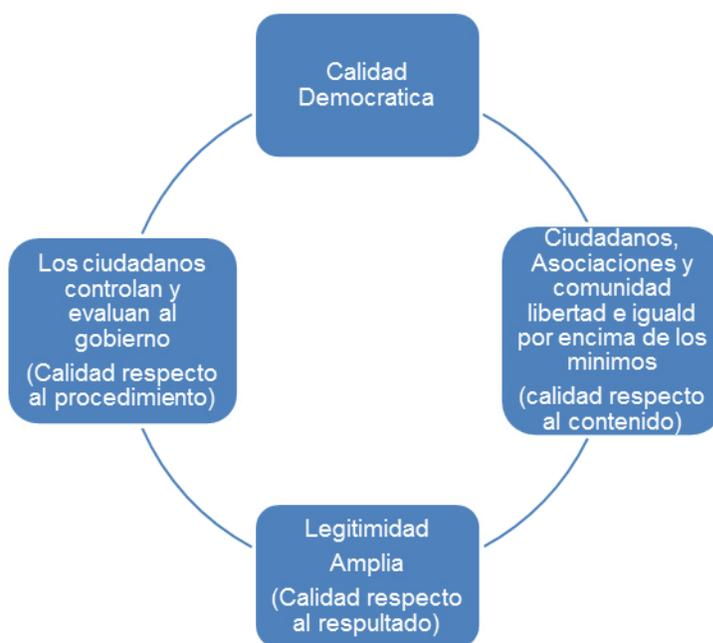 Calidad
Democratica
Los ciudadanos
controlan y
evaluan al
gobierno
(Calidad respecto
al procedimiento)
Ciudadanos,
Asociaciones y
comunidad
libertad e iguald
por encima de los
minimos
(calidad respecto
al contenido)
Legitimidad
Amplia
(Calidad respecto
al respultado)